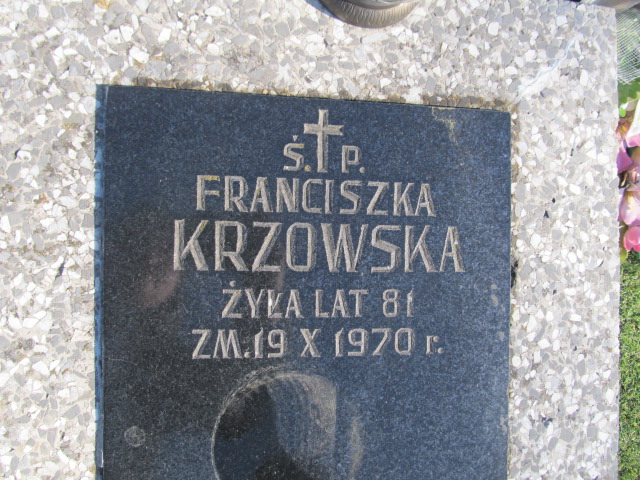 Ś. P.
FRANCISZKA
KRZOWSKA
ŻYŁA LAT 81
ZM. 19 X 1970 r.